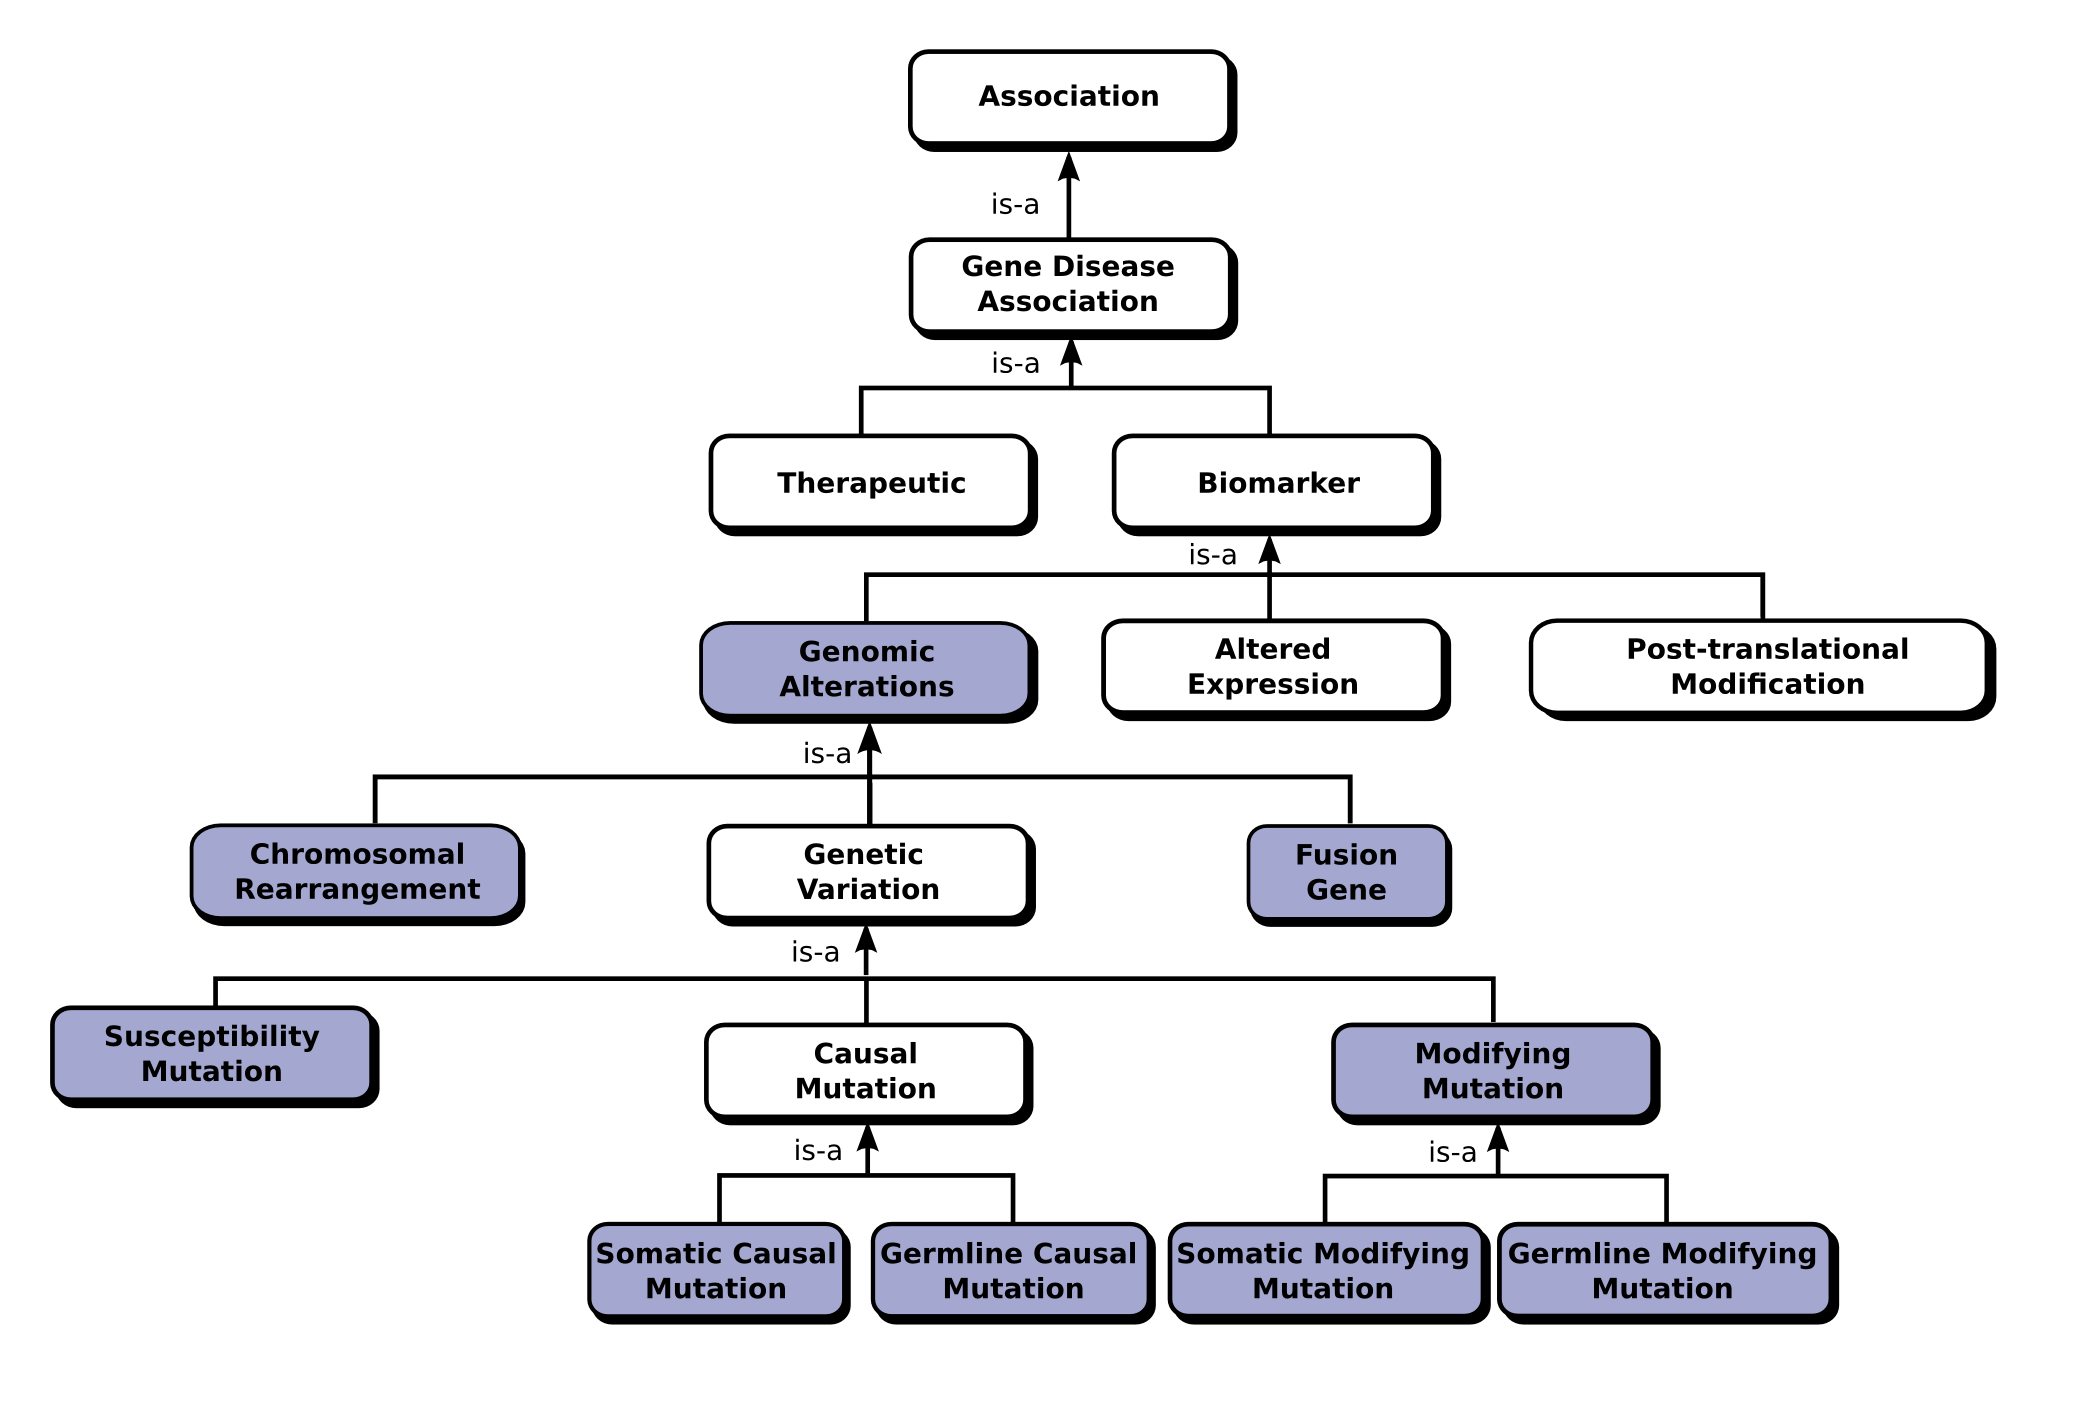 Association
is-a
Gene Disease
Association
is-a
Therapeutic
Biomarker
is-a
Genomic
Alterations
Altered
Expression
Post-translational
Modification
is-a
Chromosomal
Rearrangement
Genetic
Variation
Fusion
Gene
is-a
Susceptibility
Mutation
Causal
Mutation
Modifying
Mutation
is-a
is-a
Somatic Causal
Mutation
Germline Causal
Mutation
Somatic Modifying
Mutation
Germline Modifying
Mutation